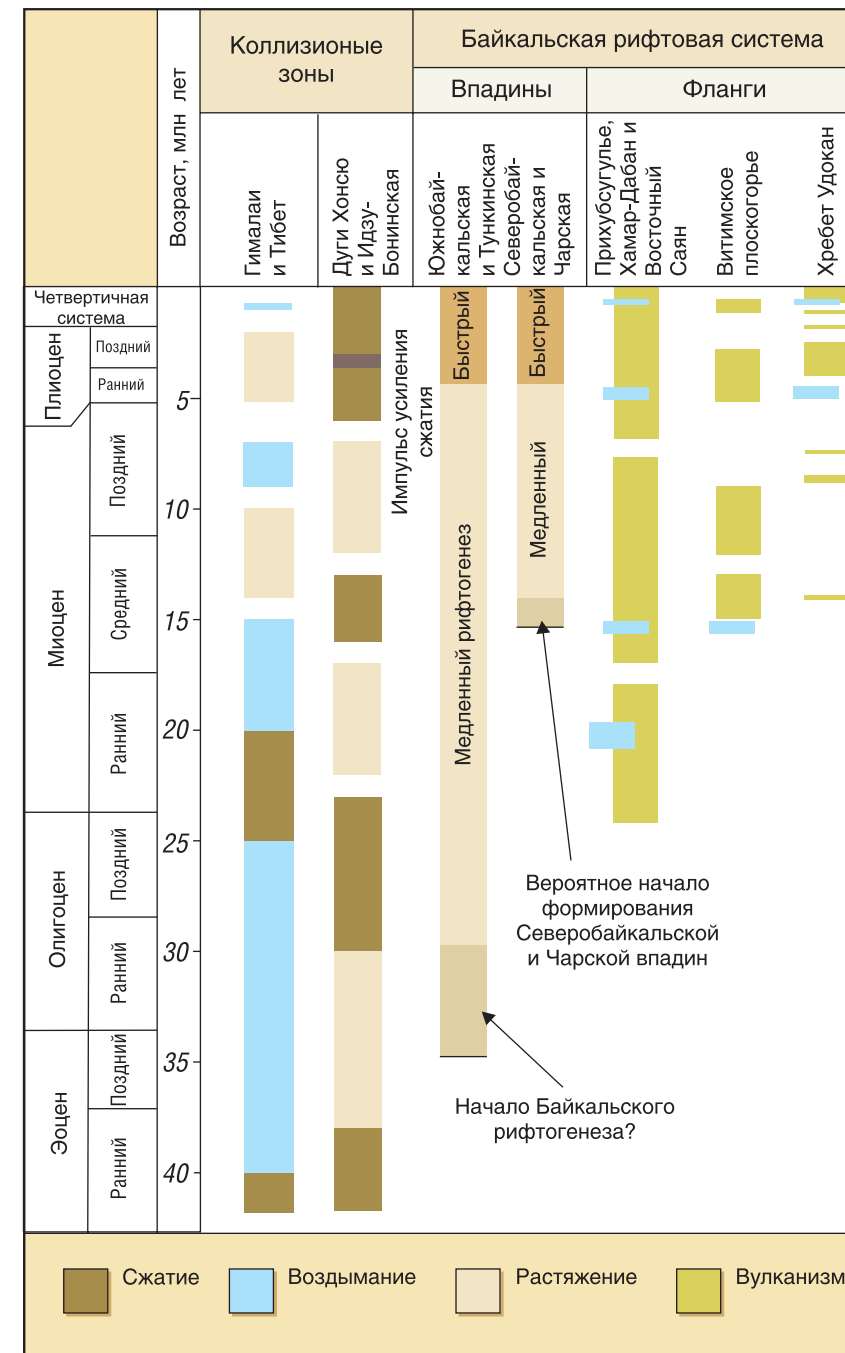 Коллизионые
зоны
Байкальская рифтовая система
Впадины
Фланги
Возраст, млн лет
Гималаи
и Тибет
Дуги Хонсю
и Идзу-
Бонинская
Южнобай-
кальская
и Тункинская
Северобай-
кальская и
Чарская
Прихубсугулье,
Хамар-Дабан и
Восточный
Саян
Витимское
плоскогорье
Хребет Удокан
Четвертичная
система
Плиоцен
Поздний
Ранний
Миоцен
Поздний
Средний
Ранний
Олигоцен
Поздний
Ранний
Эоцен
Поздний
Ранний
5
10
15
20
25
30
35
40
Импульс усиления
сжатия
Быстрый
Медленный рифтогенез
Быстрый
Медленный
Вероятное начало
формирования
Северобайкальской
и Чарской впадин
Начало Байкальского
рифтогенеза?
Сжатие
Воздымание
Растяжение
Вулканизм